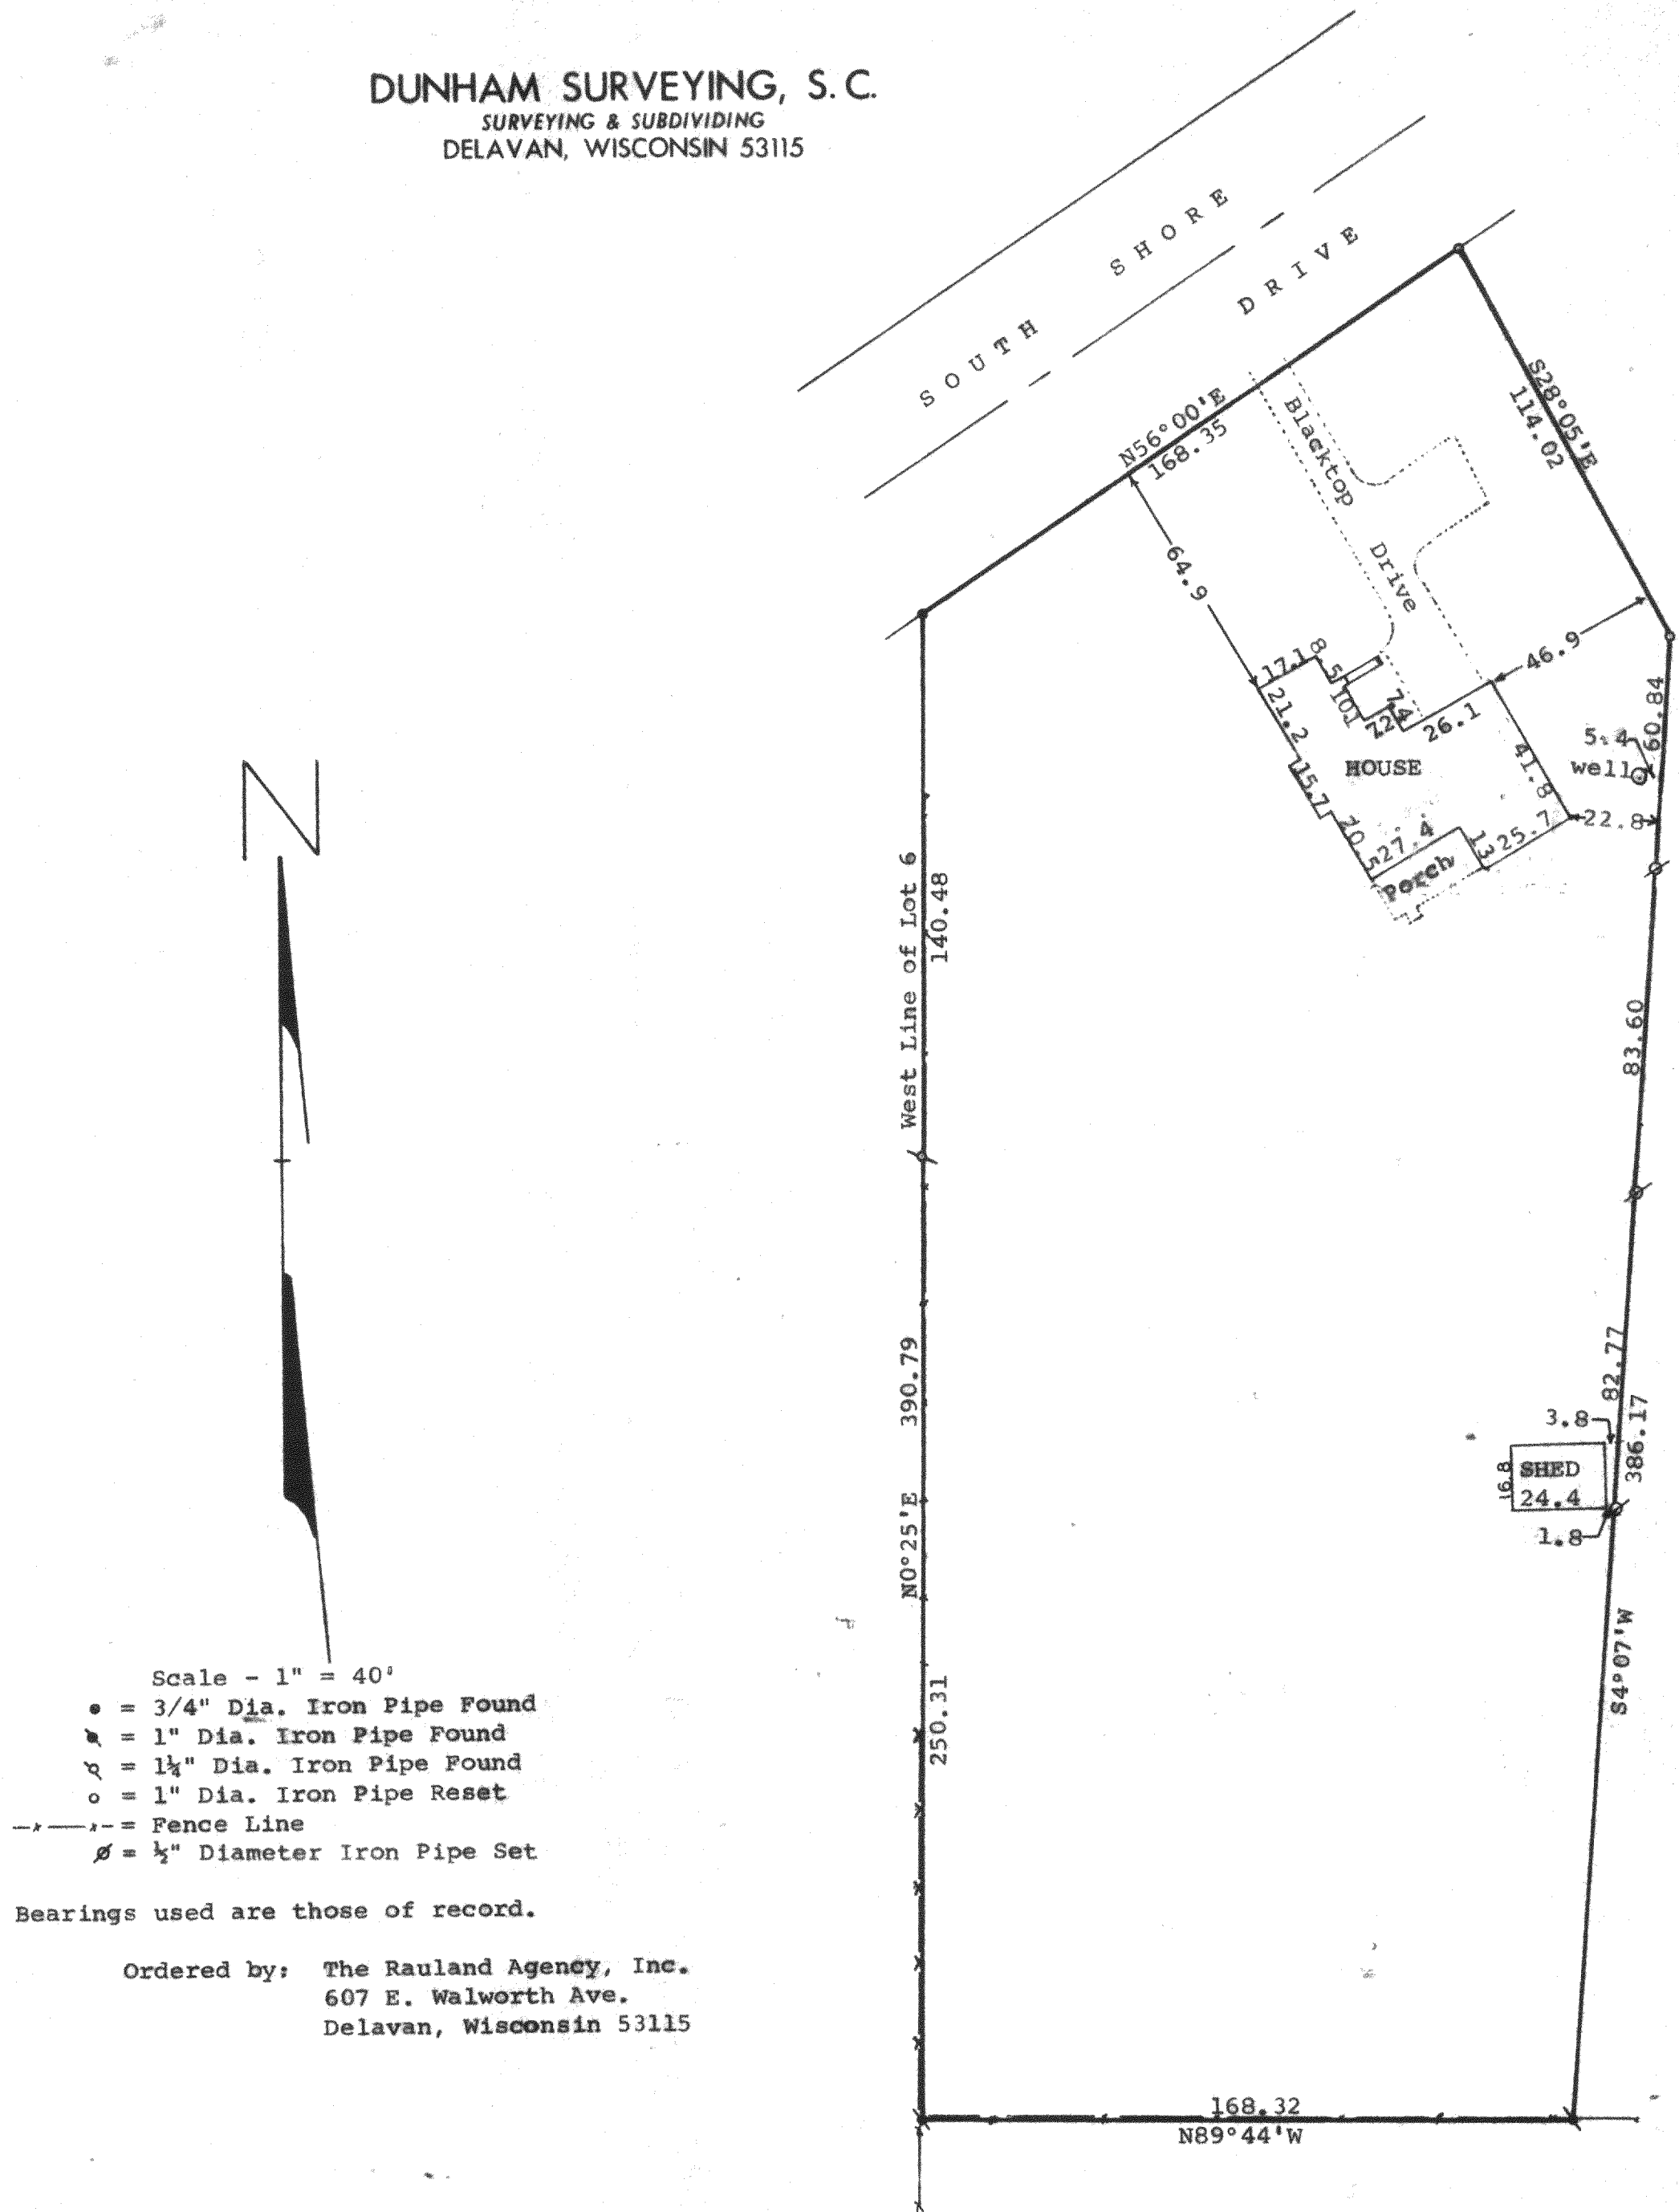 DUNHAM SURVEYING, S.C.
SURVEYING & SUBDIVIDING
DELAVAN, WISCONSIN 53115
SOUTH SHORE
DRIVE
N56°00'E
168.35
S28°05'E
114.02
Blacktop
Drive
64.9
46.9
17.1
8
5
21.2
7.4
26.1
HOUSE
15.7
41.8
60.84
5.4
well
22.8
20.5
27.4
13
25.7
Porch
West Line of Lot 6
140.48
83.60
N
N0°25'E 390.79
82.77
386.17
3.8
SHED
16.8
24.4
1.8
S4°07'W
250.31
Scale - 1" = 40'
= 3/4" Dia. Iron Pipe Found
= 1" Dia. Iron Pipe Found
= 1¼" Dia. Iron Pipe Found
= 1" Dia. Iron Pipe Reset
= Fence Line
= ½" Diameter Iron Pipe Set
Bearings used are those of record.
Ordered by: The Rauland Agency, Inc.
607 E. Walworth Ave.
Delavan, Wisconsin 53115
168.32
N89°44'W